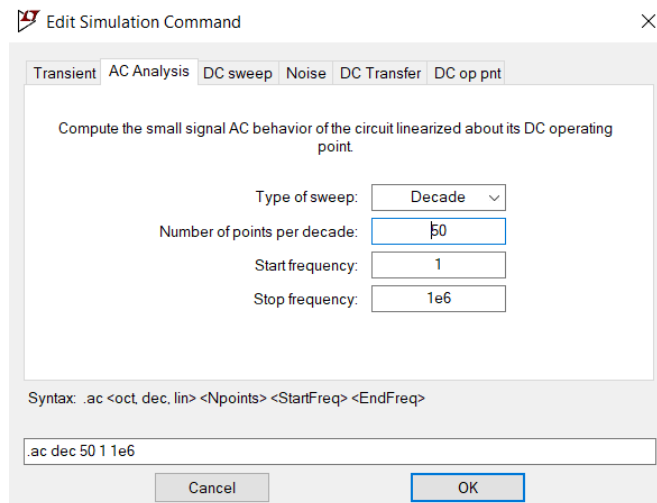 Edit Simulation Command
Transient AC Analysis DC sweep Noise DC Transfer DC op pnt
Compute the small signal AC behavior of the circuit linearized about its DC operating
point.
Type of sweep: Decade
Number of points per decade: 50
Start frequency: 1
Stop frequency: 1e6
Syntax: .ac <oct, dec, lin> <Npoints> <StartFreq> <EndFreq>
.ac dec 50 1 1e6
Cancel OK